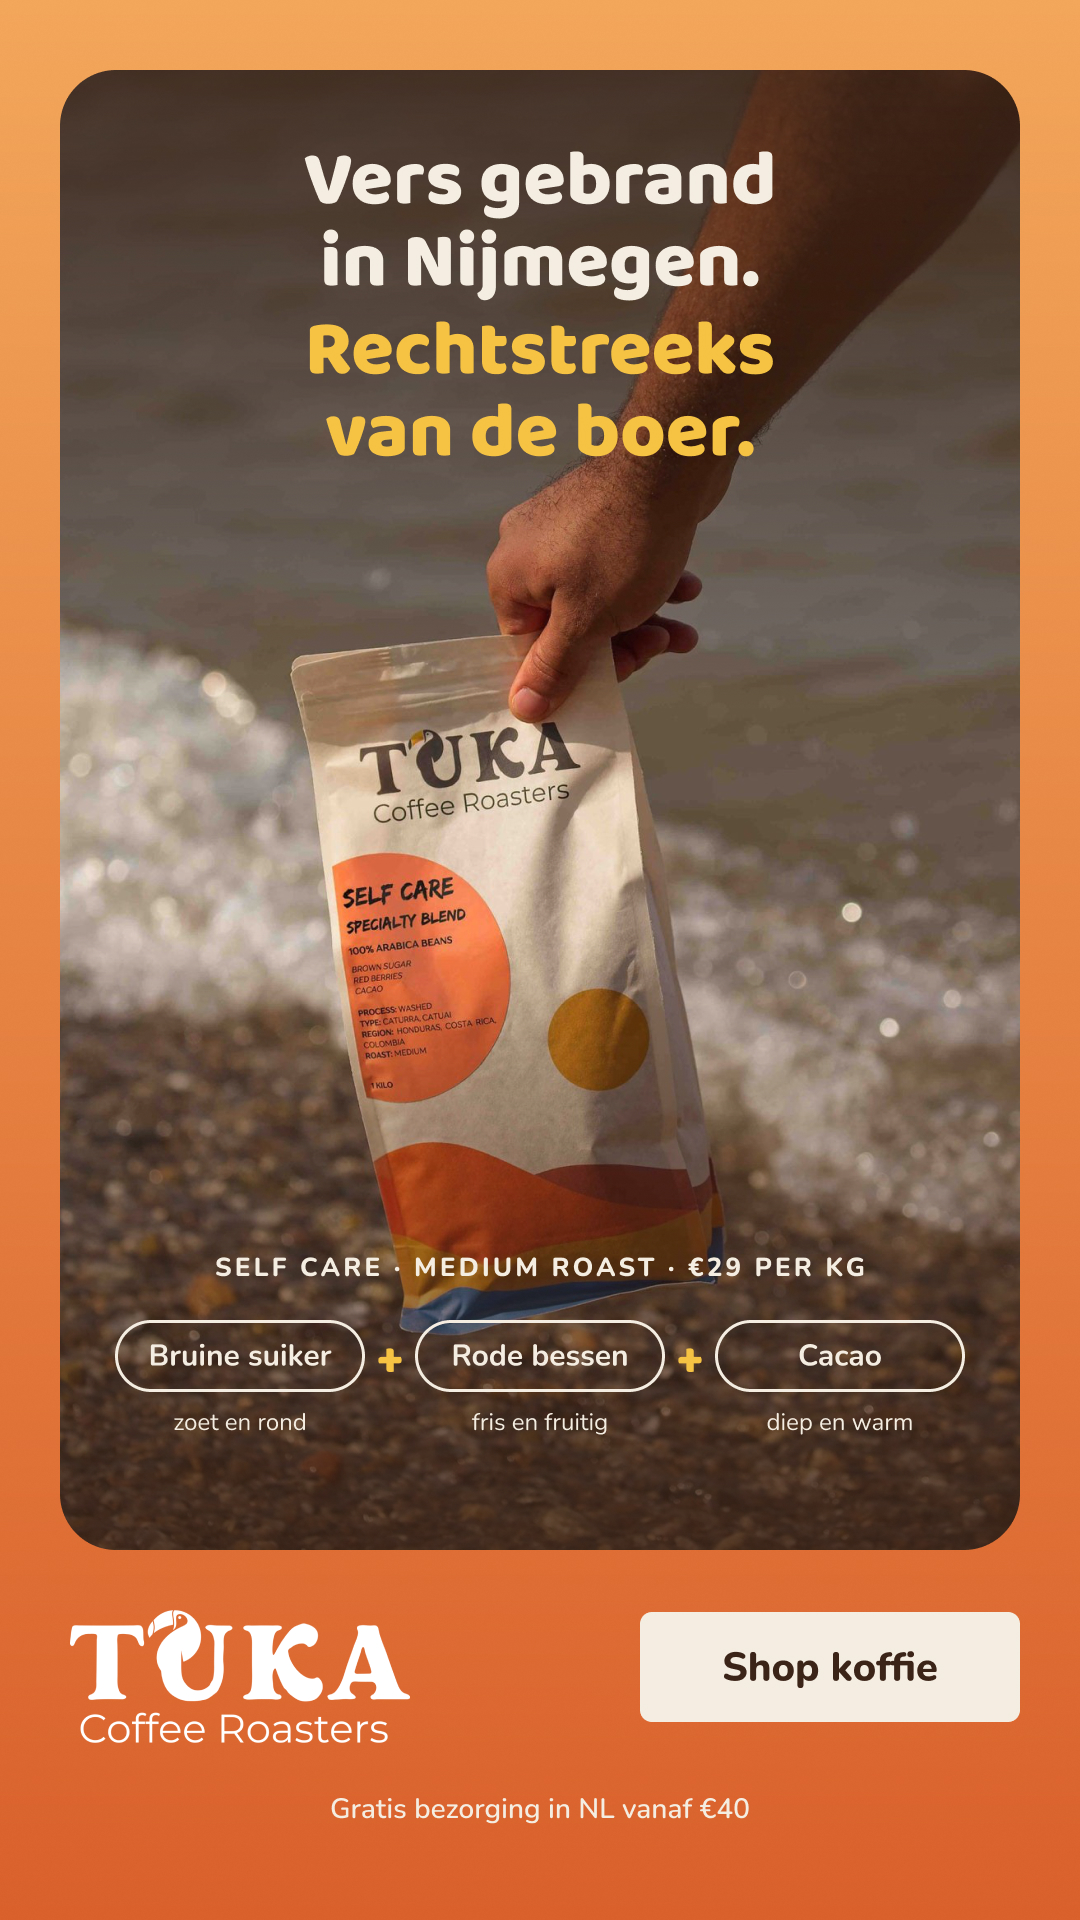 Vers gebrand
in Nijmegen.
Rechtstreeks
van de boer.
TUKA
Coffee Roasters
SELF CARE
SPECIALTY BLEND
100% ARABICA BEANS
BROWN SUGAR
RED BERRIES
CACAO
PROCESS: WASHED
TYPE: CATURRA, CATUAI
REGION: HONDURAS, COSTA RICA,
COLOMBIA
ROAST: MEDIUM
1 KILO
SELF CARE · MEDIUM ROAST · €29 PER KG
Bruine suiker + Rode bessen + Cacao
zoet en rond fris en fruitig diep en warm
TUKA
Coffee Roasters
Shop koffie
Gratis bezorging in NL vanaf €40